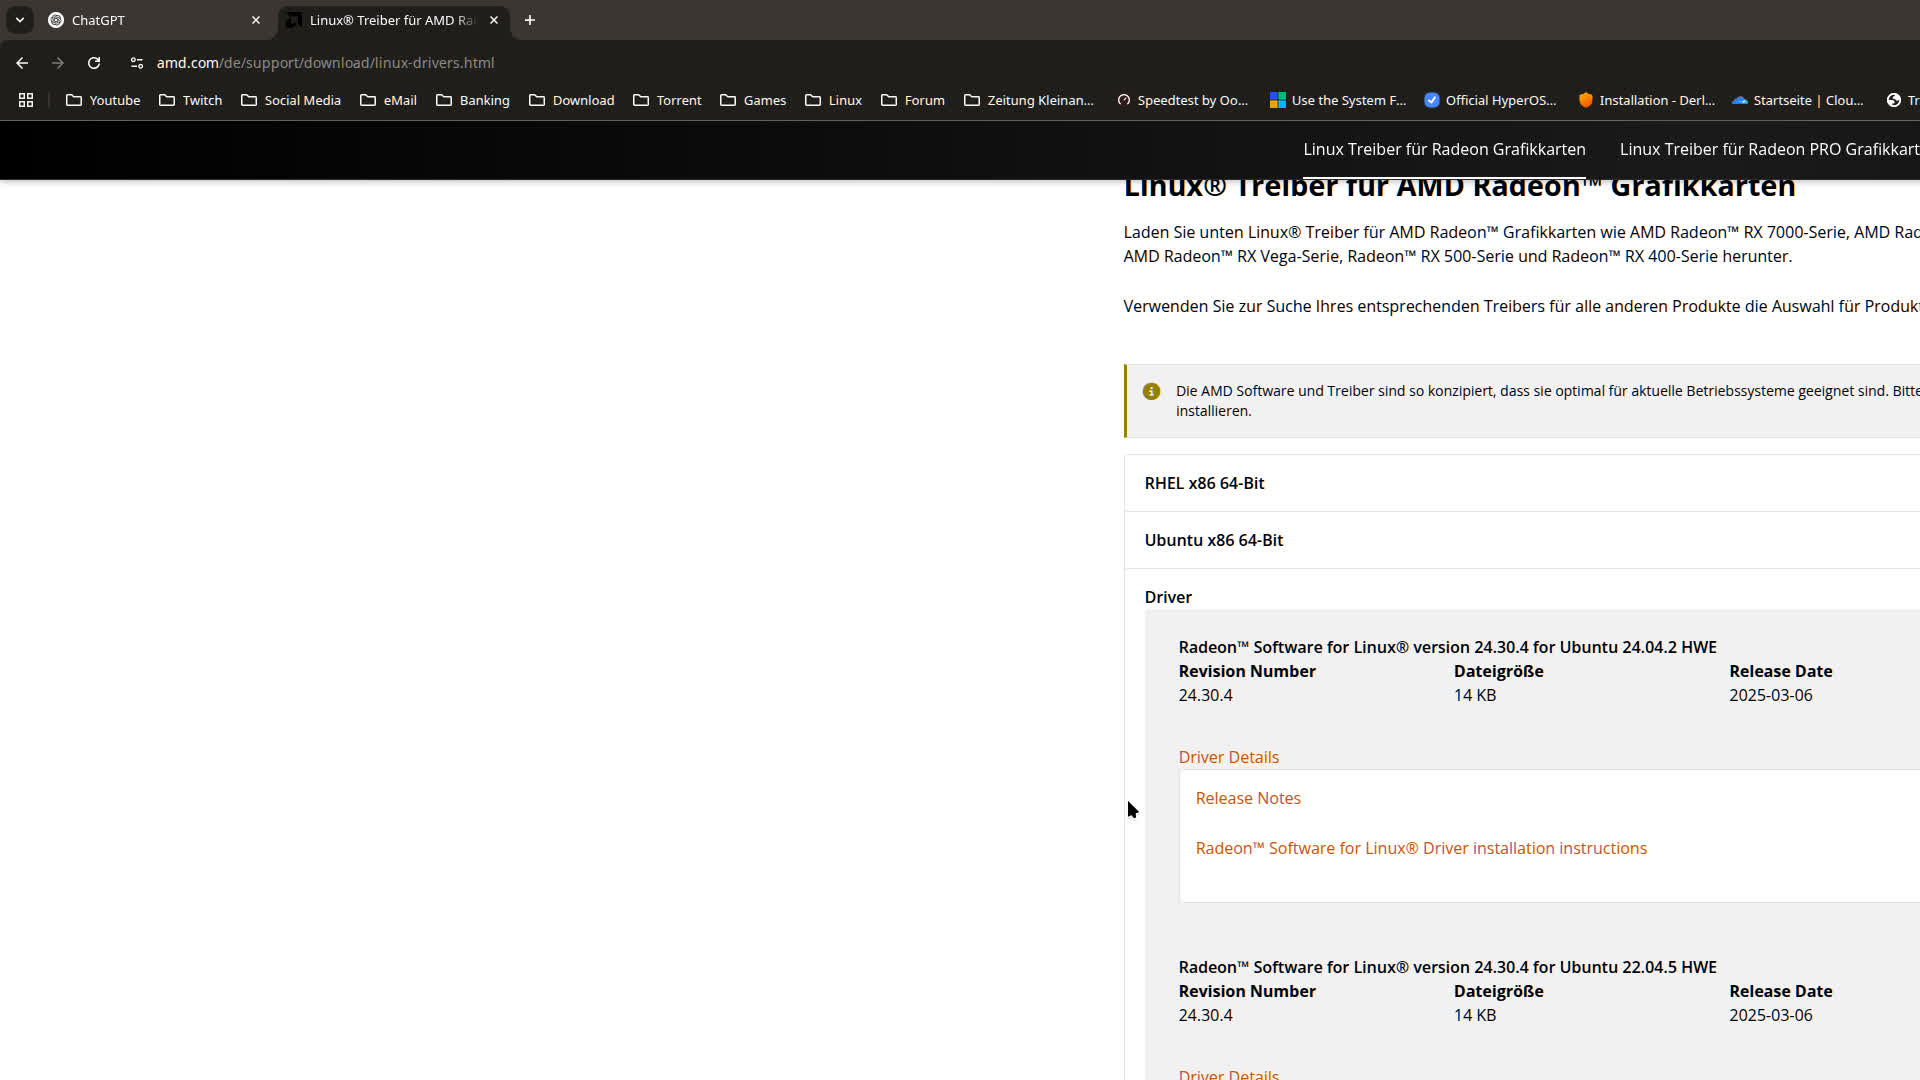 ChatGPT
Linux® Treiber für AMD Ra
amd.com/de/support/download/linux-drivers.html
Youtube Twitch Social Media eMail Banking Download Torrent Games Linux Forum Zeitung Kleinan... Speedtest by Oo... Use the System F... Official HyperOS... Installation - Derl... Startseite | Clou... Tr
Linux Treiber für Radeon Grafikkarten Linux Treiber für Radeon PRO Grafikkart
Linux® Treiber für AMD Radeon™ Grafikkarten
Laden Sie unten Linux® Treiber für AMD Radeon™ Grafikkarten wie AMD Radeon™ RX 7000-Serie, AMD Rad
AMD Radeon™ RX Vega-Serie, Radeon™ RX 500-Serie und Radeon™ RX 400-Serie herunter.
Verwenden Sie zur Suche Ihres entsprechenden Treibers für alle anderen Produkte die Auswahl für Produkt
Die AMD Software und Treiber sind so konzipiert, dass sie optimal für aktuelle Betriebssysteme geeignet sind. Bitte
installieren.
RHEL x86 64-Bit
Ubuntu x86 64-Bit
Driver
Radeon™ Software for Linux® version 24.30.4 for Ubuntu 24.04.2 HWE
Revision Number Dateigröße Release Date
24.30.4 14 KB 2025-03-06
Driver Details
Release Notes
Radeon™ Software for Linux® Driver installation instructions
Radeon™ Software for Linux® version 24.30.4 for Ubuntu 22.04.5 HWE
Revision Number Dateigröße Release Date
24.30.4 14 KB 2025-03-06
Driver Details